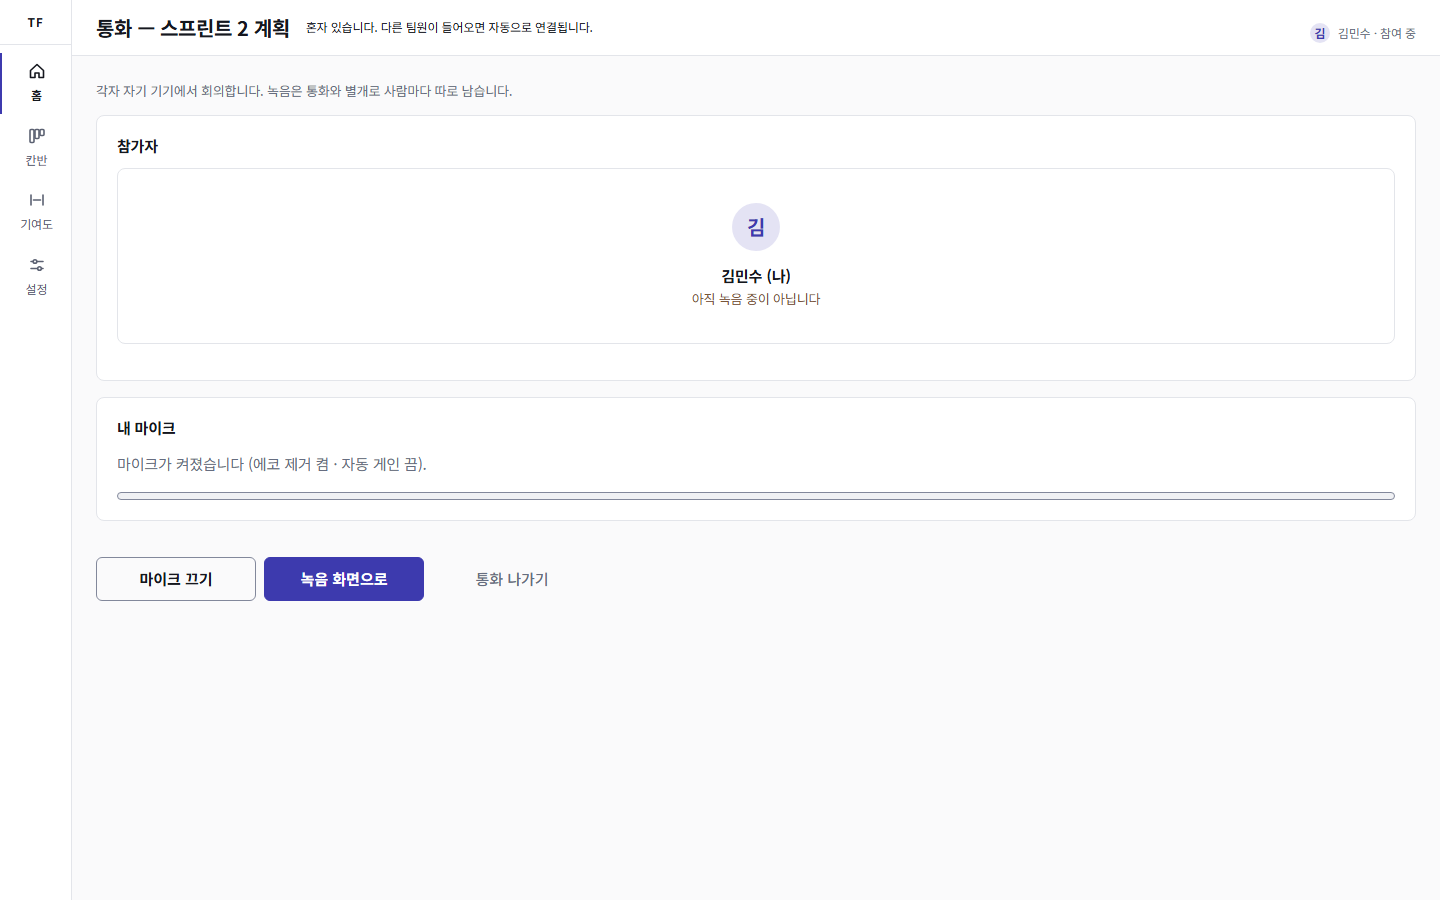 TF
홈
칸반
기여도
설정
통화 — 스프린트 2 계획
혼자 있습니다. 다른 팀원이 들어오면 자동으로 연결됩니다.
김
김민수 · 참여 중
각자 자기 기기에서 회의합니다. 녹음은 통화와 별개로 사람마다 따로 남습니다.
참가자
김
김민수 (나)
아직 녹음 중이 아닙니다
내 마이크
마이크가 켜졌습니다 (에코 제거 켬 · 자동 게인 끔).
마이크 끄기
녹음 화면으로
통화 나가기